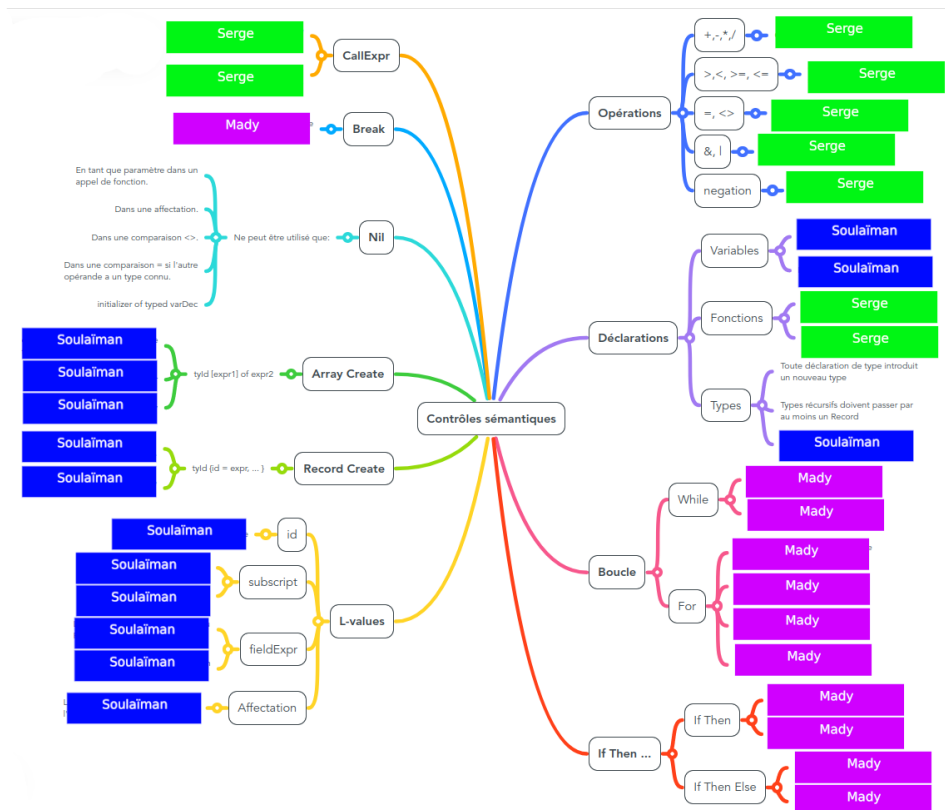 Contrôles sémantiques
CallExpr
Serge
Serge
Break
Mady
Nil
Ne peut être utilisé que:
En tant que paramètre dans un
appel de fonction.
Dans une affectation.
Dans une comparaison <>.
Dans une comparaison = si l'autre
opérande a un type connu.
initializer of typed varDec
Array Create
tyId [expr1] of expr2
Soulaïman
Soulaïman
Soulaïman
Record Create
tyId {id = expr, ... }
Soulaïman
Soulaïman
L-values
id
Soulaïman
subscript
Soulaïman
Soulaïman
fieldExpr
Soulaïman
Soulaïman
Affectation
Soulaïman
Opérations
+,-,*,/
Serge
>,<, >=, <=
Serge
=, <>
Serge
&, |
Serge
negation
Serge
Déclarations
Variables
Soulaïman
Soulaïman
Fonctions
Serge
Serge
Types
Toute déclaration de type introduit
un nouveau type
Types récursifs doivent passer par
au moins un Record
Soulaïman
Boucle
While
Mady
Mady
For
Mady
Mady
Mady
Mady
If Then ...
If Then
Mady
Mady
If Then Else
Mady
Mady